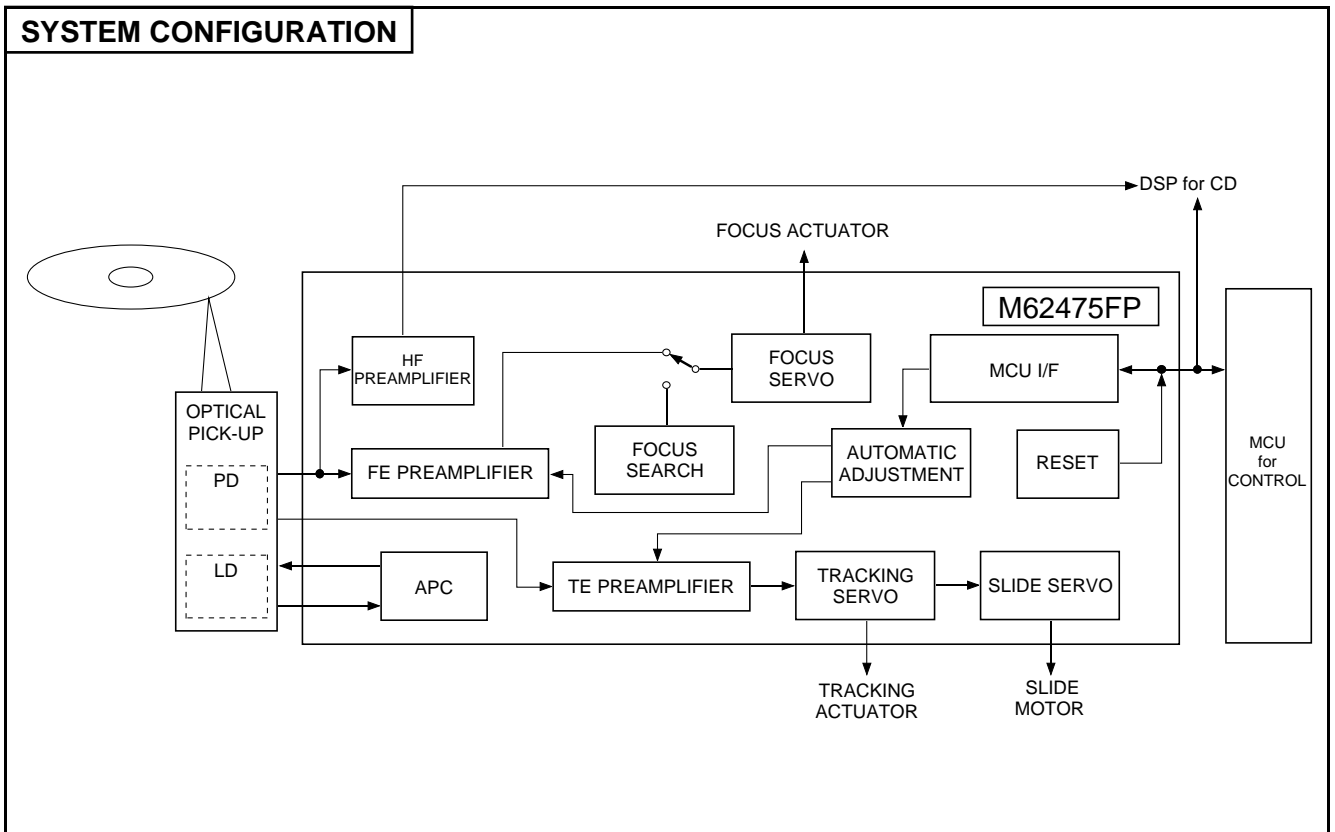 SYSTEM CONFIGURATION
DSP for CD
FOCUS ACTUATOR
M62475FP
HF
PREAMPLIFIER
FOCUS
SERVO
MCU I/F
OPTICAL
PICK-UP
PD
LD
FE PREAMPLIFIER
FOCUS
SEARCH
AUTOMATIC
ADJUSTMENT
RESET
MCU
for
CONTROL
APC
TE PREAMPLIFIER
TRACKING
SERVO
SLIDE SERVO
TRACKING
ACTUATOR
SLIDE
MOTOR